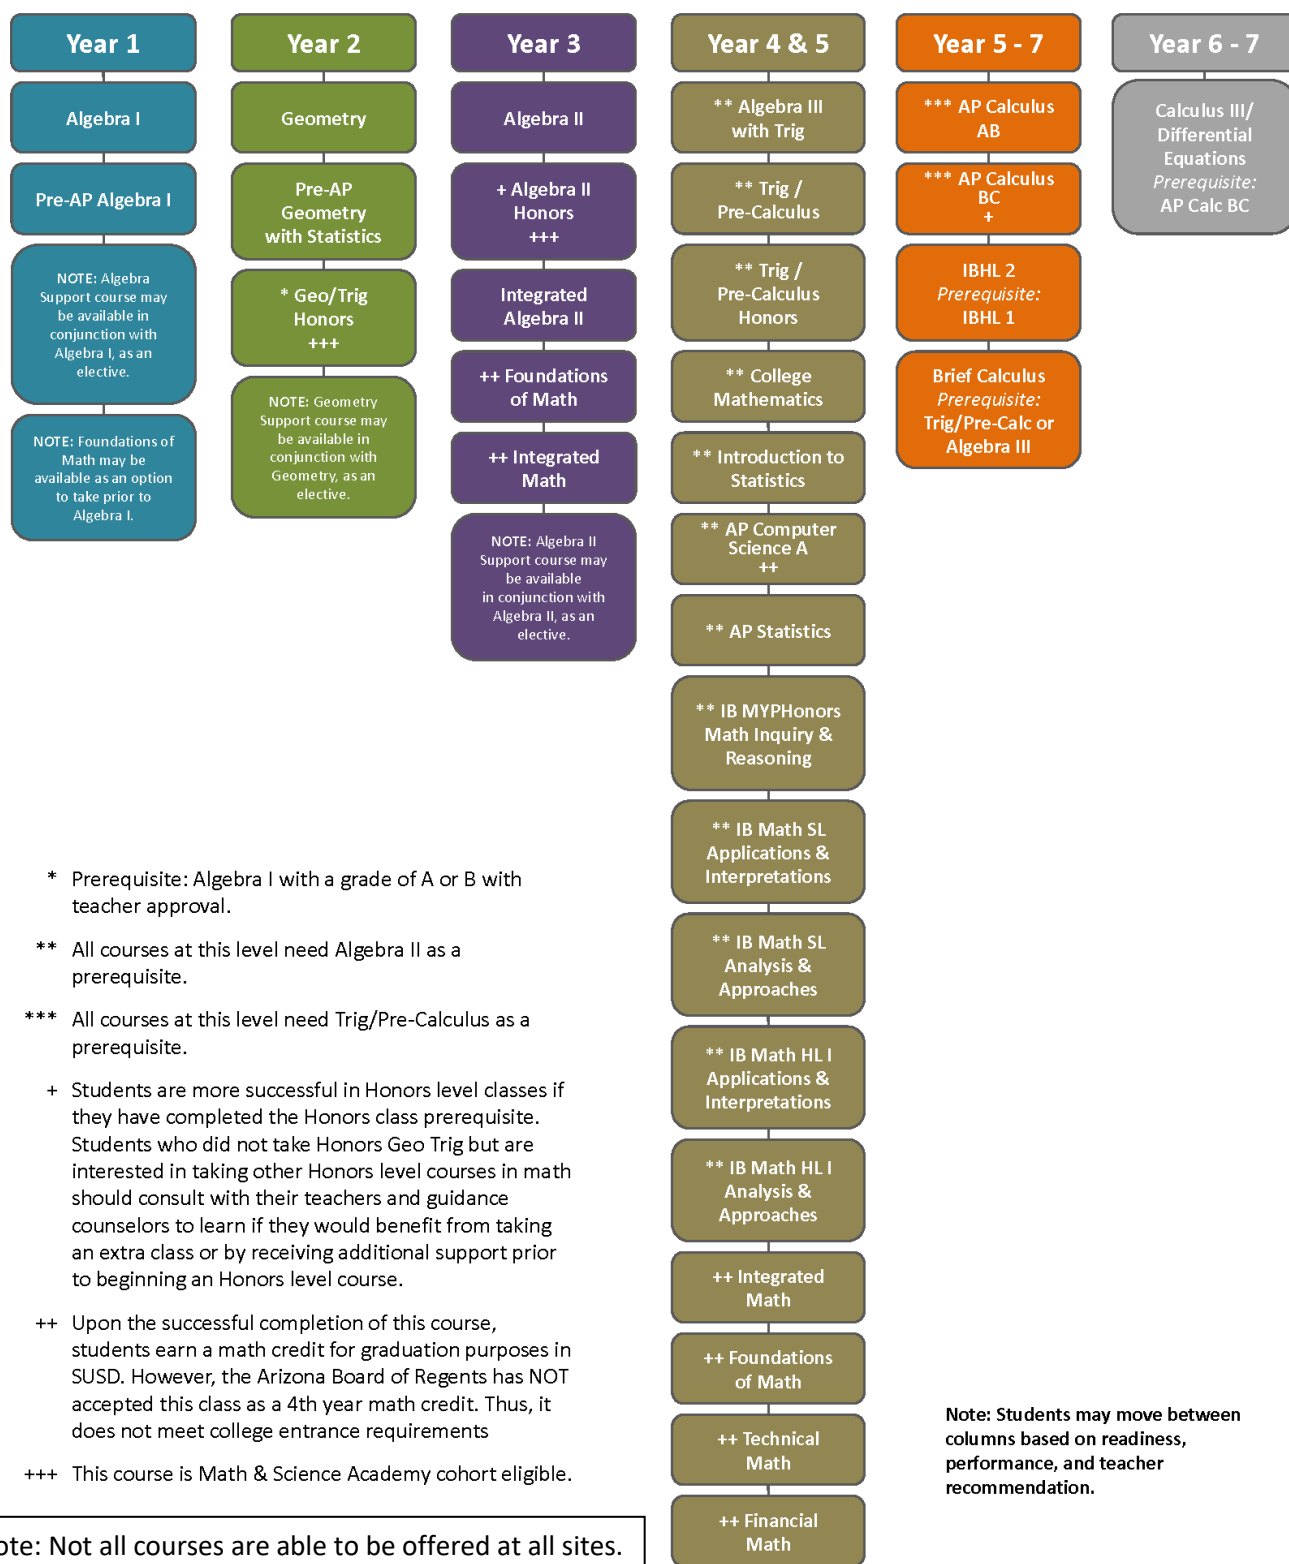 Year 1
Algebra I
Pre-AP Algebra I
NOTE: Algebra
Support course may
be available in
conjunction with
Algebra I, as an
elective.
NOTE: Foundations of
Math may be
available as an option
to take prior to
Algebra I.
Year 2
Geometry
Pre-AP
Geometry
with Statistics
* Geo/Trig
Honors
+++
NOTE: Geometry
Support course may
be available in
conjunction with
Geometry, as an
elective.
Year 3
Algebra II
+ Algebra II
Honors
+++
Integrated
Algebra II
++ Foundations
of Math
++ Integrated
Math
NOTE: Algebra II
Support course may
be available
in conjunction with
Algebra II, as an
elective.
Year 4 & 5
** Algebra III
with Trig
** Trig /
Pre-Calculus
** Trig /
Pre-Calculus
Honors
** College
Mathematics
** Introduction to
Statistics
** AP Computer
Science A
++
** AP Statistics
** IB MYPHonors
Math Inquiry &
Reasoning
** IB Math SL
Applications &
Interpretations
** IB Math SL
Analysis &
Approaches
** IB Math HL I
Applications &
Interpretations
** IB Math HL I
Analysis &
Approaches
++ Integrated
Math
++ Foundations
of Math
++ Technical
Math
++ Financial
Math
Year 5 - 7
*** AP Calculus
AB
*** AP Calculus
BC
+
IBHL 2
Prerequisite:
IBHL 1
Brief Calculus
Prerequisite:
Trig/Pre-Calc or
Algebra III
Year 6 - 7
Calculus III/
Differential
Equations
Prerequisite:
AP Calc BC
* Prerequisite: Algebra I with a grade of A or B with
teacher approval.
** All courses at this level need Algebra II as a
prerequisite.
*** All courses at this level need Trig/Pre-Calculus as a
prerequisite.
+ Students are more successful in Honors level classes if
they have completed the Honors class prerequisite.
Students who did not take Honors Geo Trig but are
interested in taking other Honors level courses in math
should consult with their teachers and guidance
counselors to learn if they would benefit from taking
an extra class or by receiving additional support prior
to beginning an Honors level course.
++ Upon the successful completion of this course,
students earn a math credit for graduation purposes in
SUSD. However, the Arizona Board of Regents has NOT
accepted this class as a 4th year math credit. Thus, it
does not meet college entrance requirements
+++ This course is Math & Science Academy cohort eligible.
ote: Not all courses are able to be offered at all sites.
Note: Students may move between
columns based on readiness,
performance, and teacher
recommendation.